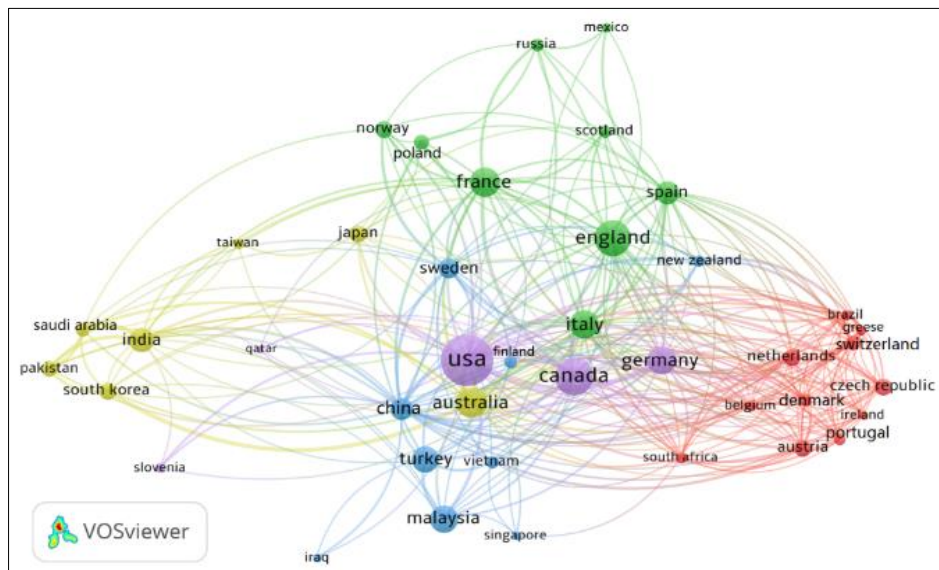 mexico
russia
norway
scotland
poland
france
spain
england
japan
taiwan
new zealand
sweden
brazil
saudi arabia
italy
greese
india
switzerland
qatar
finland
usa
germany
netherlands
pakistan
canada
south korea
czech republic
australia
denmark
china
belgium
ireland
portugal
austria
turkey
vietnam
south africa
slovenia
malaysia
VOSviewer
singapore
iraq